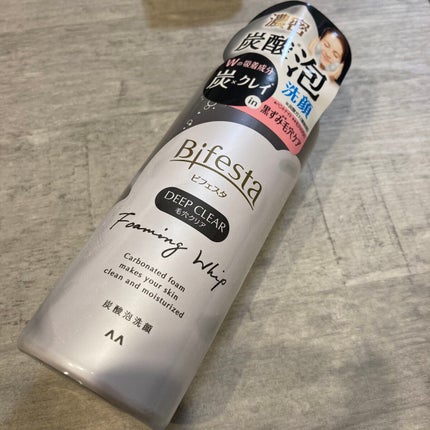 濃密
炭酸泡
洗顔
Wの吸着成分
炭×クレイ
in
黒ずみ毛穴ケア
Bifesta
ビフェスタ
DEEP CLEAR
毛穴クリア
Foaming Whip
Carbonated foam
makes your skin
clean and moisturized
炭酸泡洗顔